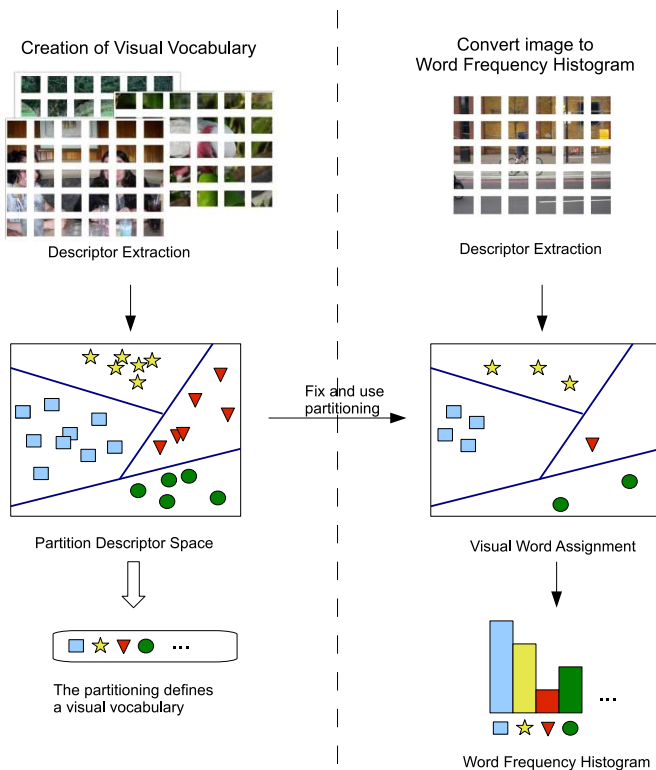 Creation of Visual Vocabulary
Descriptor Extraction
Partition Descriptor Space
...
The partitioning defines
a visual vocabulary
Fix and use
partitioning
Convert image to
Word Frequency Histogram
Descriptor Extraction
Visual Word Assignment
...
Word Frequency Histogram